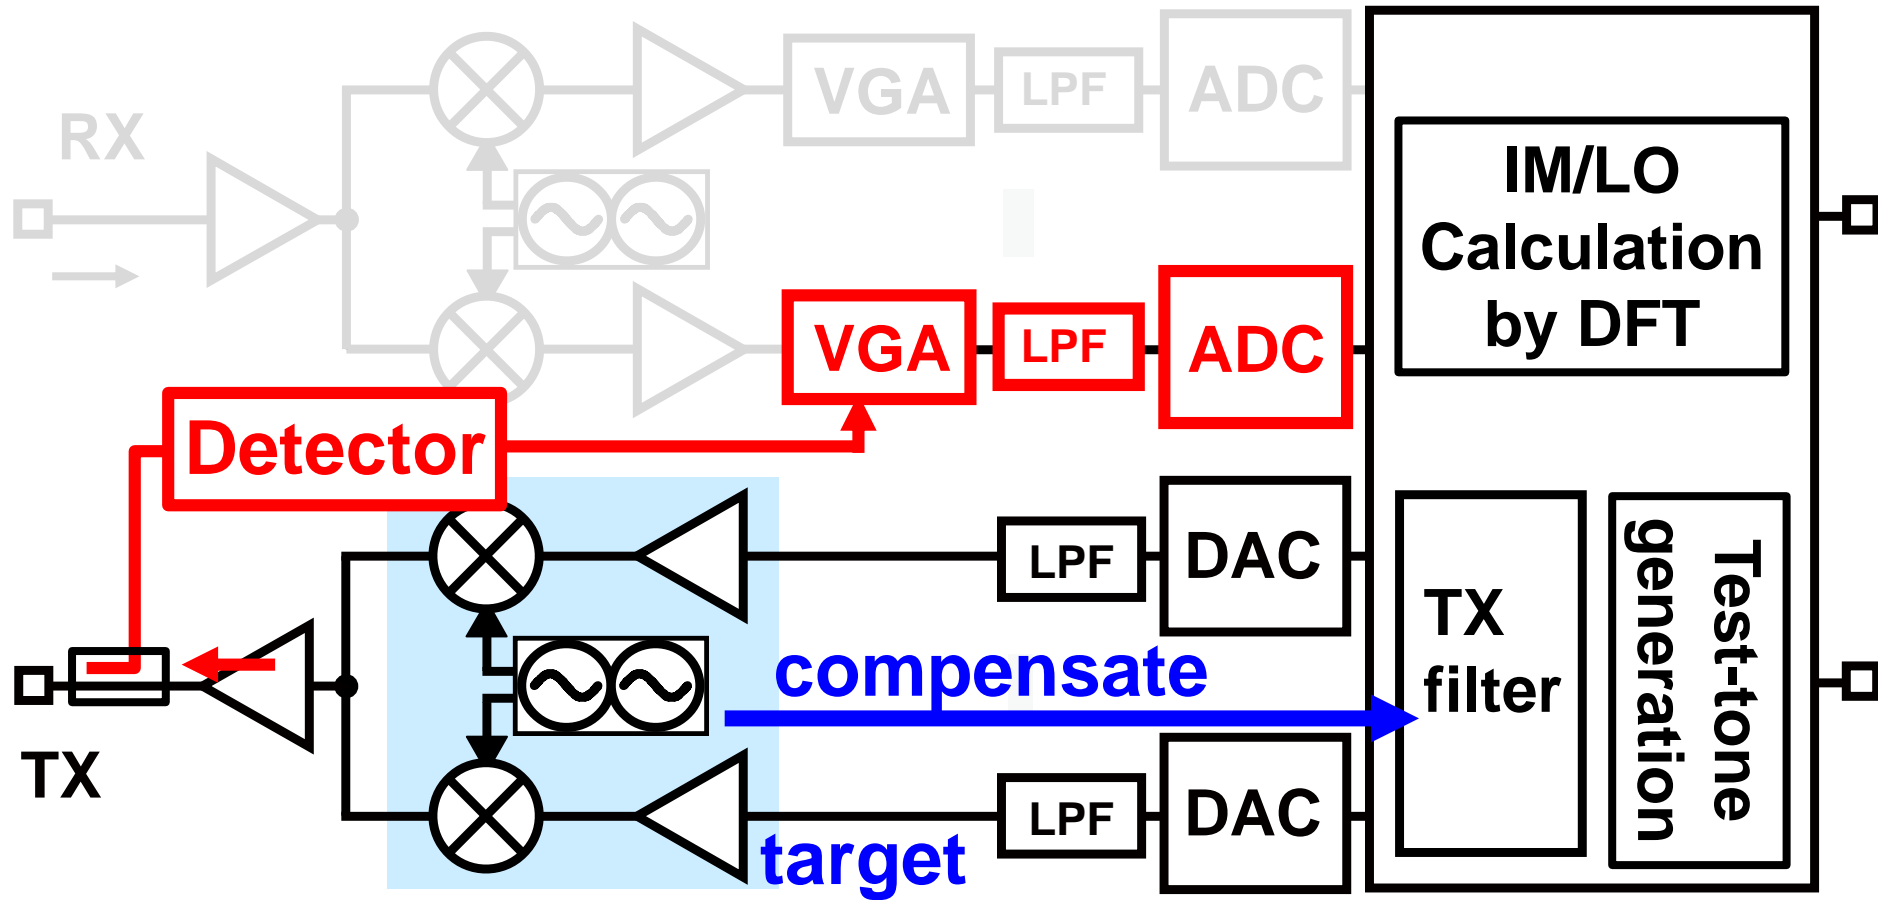 RX
VGA
LPF
ADC
IM/LO
Calculation
by DFT
VGA
LPF
ADC
Detector
LPF
DAC
TX
filter
Test-tone
generation
compensate
TX
LPF
DAC
target